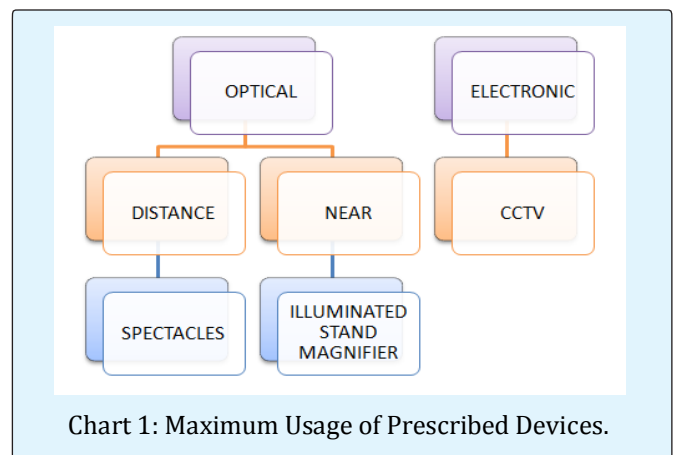 OPTICAL
ELECTRONIC
DISTANCE
NEAR
CCTV
SPECTACLES
ILLUMINATED
STAND
MAGNIFIER
Chart 1: Maximum Usage of Prescribed Devices.